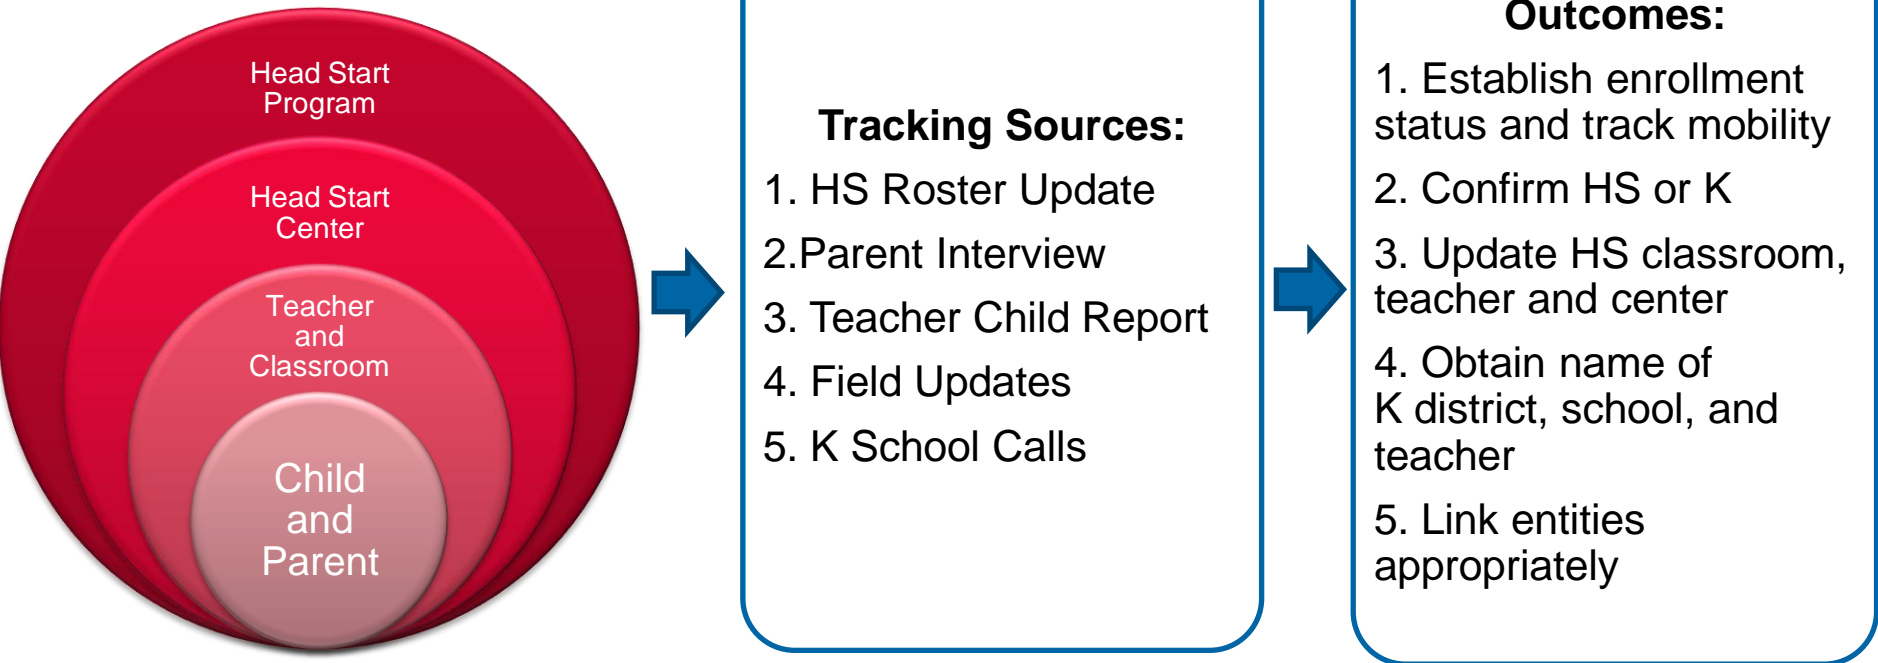 Head Start
Program
Head Start
Center
Teacher
and
Classroom
Child
and
Parent
Tracking Sources:
1. HS Roster Update
2.Parent Interview
3. Teacher Child Report
4. Field Updates
5. K School Calls
Outcomes:
1. Establish enrollment
status and track mobility
2. Confirm HS or K
3. Update HS classroom,
teacher and center
4. Obtain name of
K district, school, and
teacher
5. Link entities
appropriately